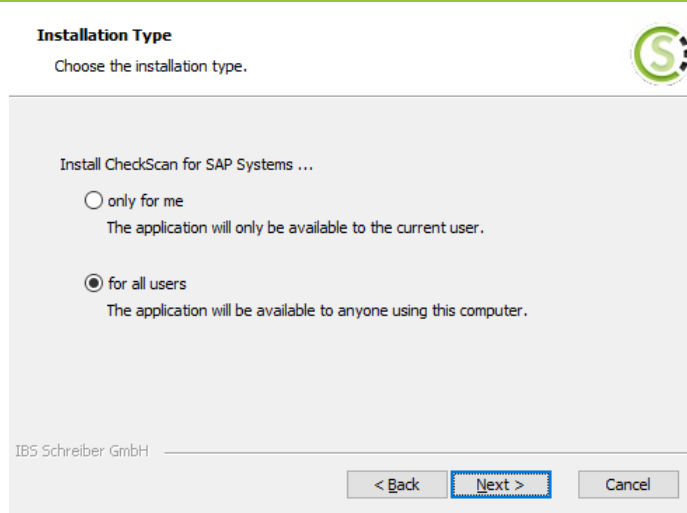 Installation Type
Choose the installation type.
S
Install CheckScan for SAP Systems ...
only for me
The application will only be available to the current user.
for all users
The application will be available to anyone using this computer.
IBS Schreiber GmbH
< Back Next > Cancel